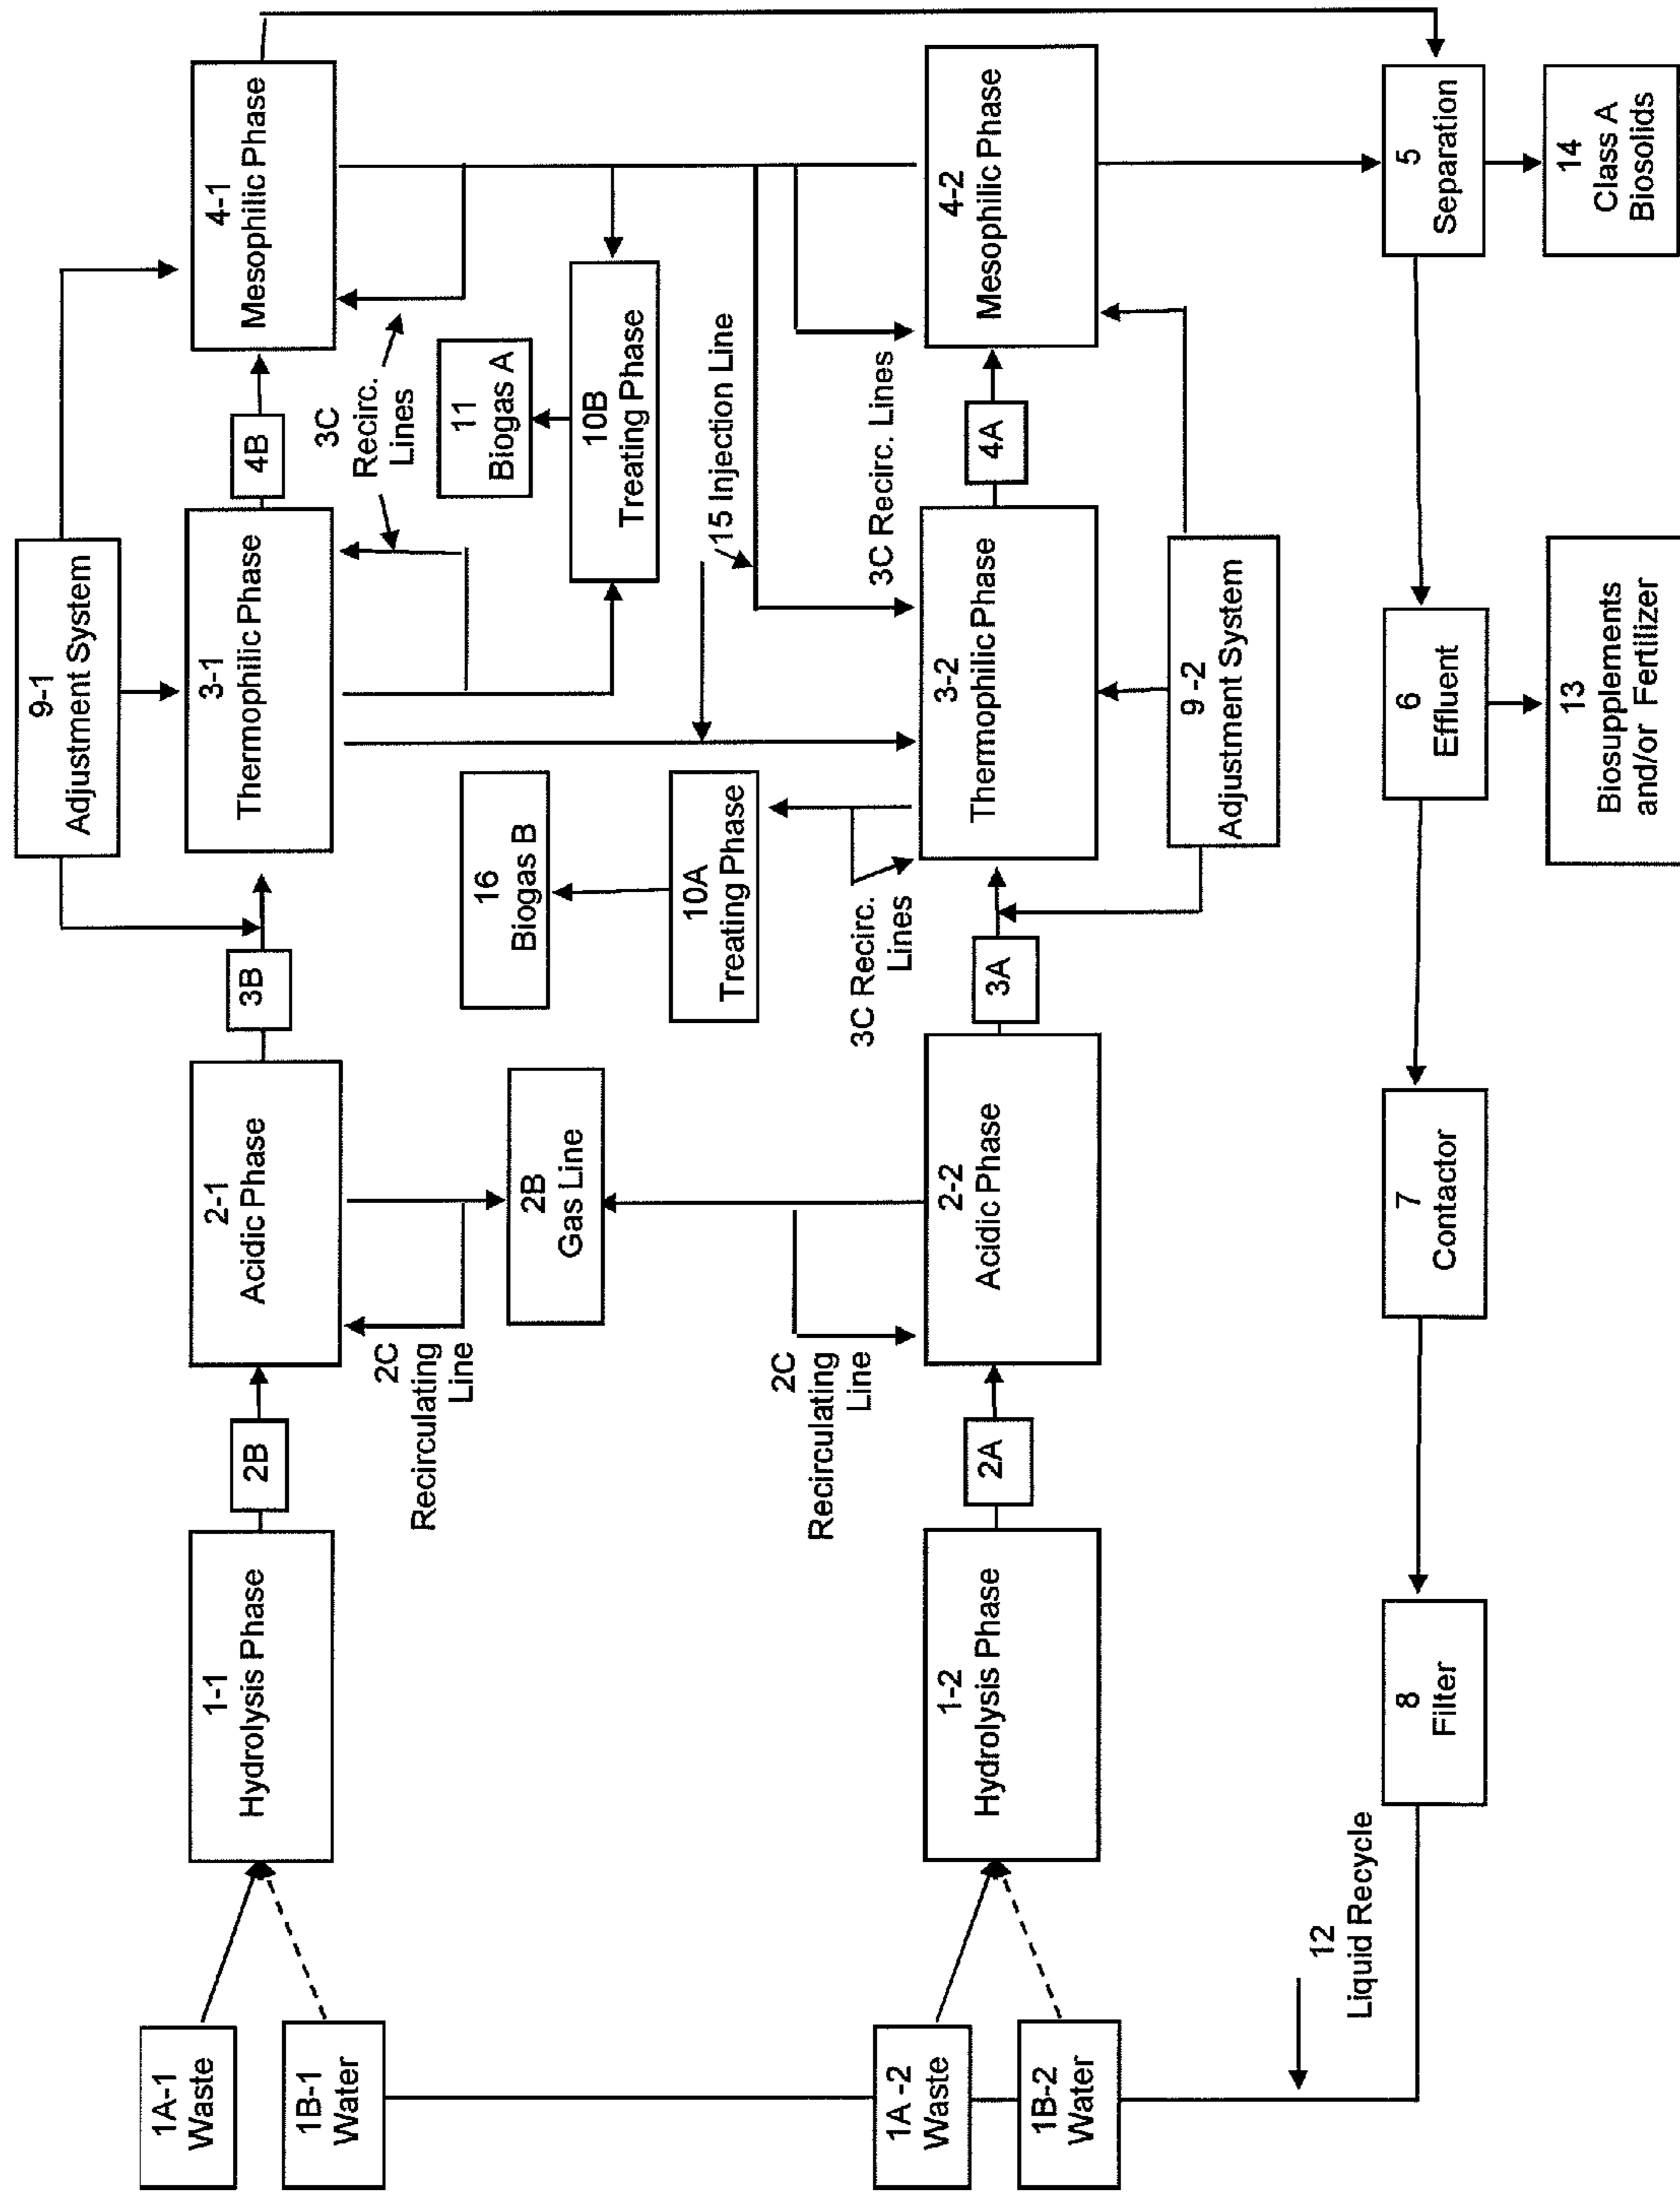 9-1
Adjustment System
1A-1
Waste
1B-1
Water
1-1
Hydrolysis Phase
2B
2-1
Acidic Phase
3B
3-1
Thermophilic Phase
4B
4-1
Mesophilic Phase
2C
Recirculating
Line
2B
Gas Line
3C
Recirc.
Lines
11
Biogas A
10B
Treating Phase
16
Biogas B
10A
Treating Phase
15 Injection Line
2C
Recirculating
Line
3C Recirc.
Lines
3C Recirc. Lines
1A -2
Waste
1B-2
Water
1-2
Hydrolysis Phase
2A
2-2
Acidic Phase
3A
3-2
Thermophilic Phase
4A
4-2
Mesophilic Phase
9 -2
Adjustment System
12
Liquid Recycle
8
Filter
7
Contactor
6
Effluent
5
Separation
13
Biosupplements
and/or Fertilizer
14
Class A
Biosolids